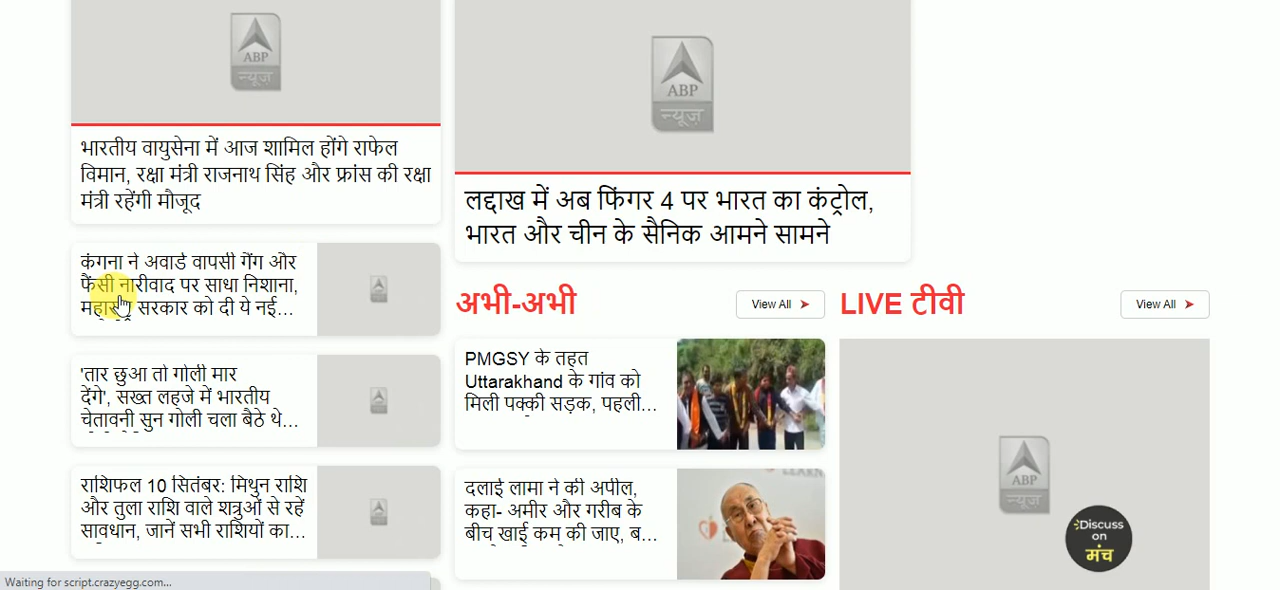 ABP
न्यूज़
भारतीय वायुसेना में आज शामिल होंगे राफेल
विमान, रक्षा मंत्री राजनाथ सिंह और फ्रांस की रक्षा
मंत्री रहेंगी मौजूद
कंगना ने अवार्ड वापसी गैंग और
फैंसी नारीवाद पर साधा निशाना,
सरकार को दी ये नई...
'तार छुआ तो गोली मार
देंगे', सख्त लहजे में भारतीय
चेतावनी सुन गोली चला बैठे थे...
राशिफल 10 सितंबर: मिथुन राशि
और तुला राशि वाले शत्रुओं से रहें
सावधान, जानें सभी राशियों का...
ABP
न्यूज़
लद्दाख में अब फिंगर 4 पर भारत का कंट्रोल,
भारत और चीन के सैनिक आमने सामने
अभी-अभी
View All
PMGSY के तहत
Uttarakhand के गांव को
मिली पक्की सड़क, पहली...
दलाई लामा ने की अपील,
कहा- अमीर और गरीब के
बीच खाई कम की जाए, ब...
LIVE टीवी
View All
ABP
न्यूज़
Discuss
on
मंच
Waiting for script.crazyegg.com...